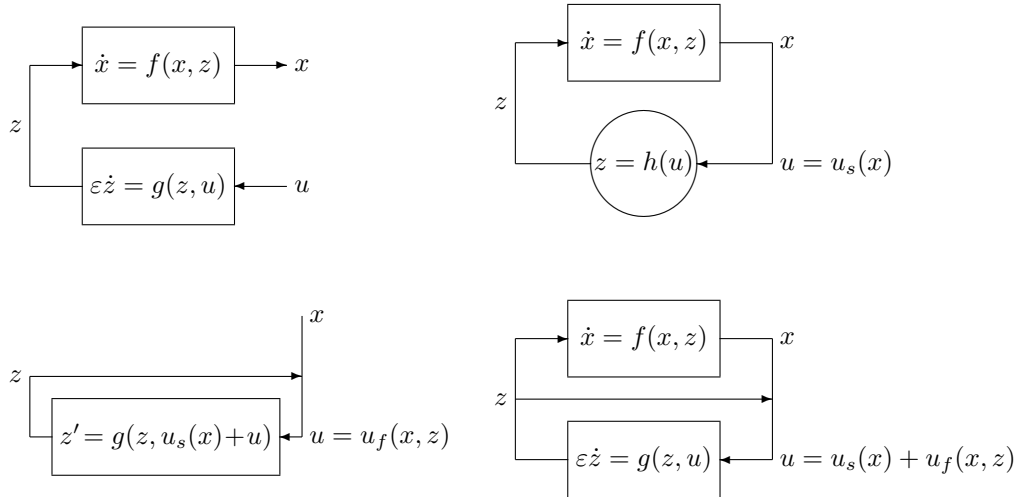 ẋ = f(x, z)
x
z
εż = g(z, u)
u
ẋ = f(x, z)
x
z
z = h(u)
u = u_s(x)
x
z
z′ = g(z, u_s(x)+u)
u = u_f(x, z)
ẋ = f(x, z)
x
z
εż = g(z, u)
u = u_s(x) + u_f(x, z)